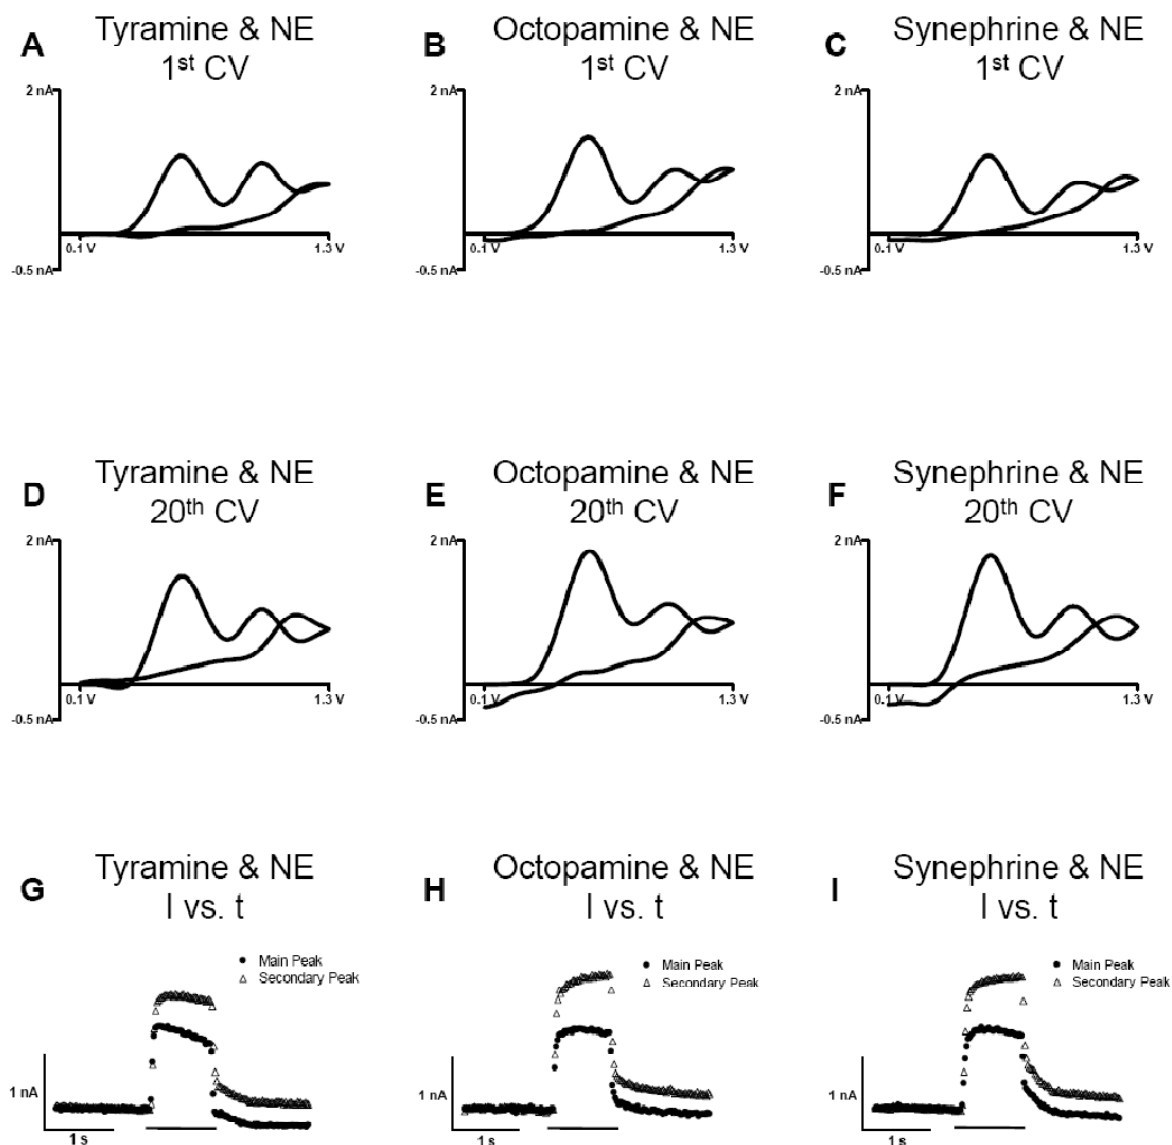 A Tyramine & NE
1st CV
B Octopamine & NE
1st CV
C Synephrine & NE
1st CV
2 nA
0.1 V
1.3 V
-0.5 nA
2 nA
0.1 V
1.3 V
-0.5 nA
2 nA
0.1 V
1.3 V
-0.5 nA
D Tyramine & NE
20th CV
E Octopamine & NE
20th CV
F Synephrine & NE
20th CV
2 nA
0.1 V
1.3 V
-0.5 nA
2 nA
0.1 V
1.3 V
-0.5 nA
2 nA
0.1 V
1.3 V
-0.5 nA
G Tyramine & NE
I vs. t
H Octopamine & NE
I vs. t
I Synephrine & NE
I vs. t
Main Peak
Secondary Peak
1 nA
1 s
Main Peak
Secondary Peak
1 nA
1 s
Main Peak
Secondary Peak
1 nA
1 s